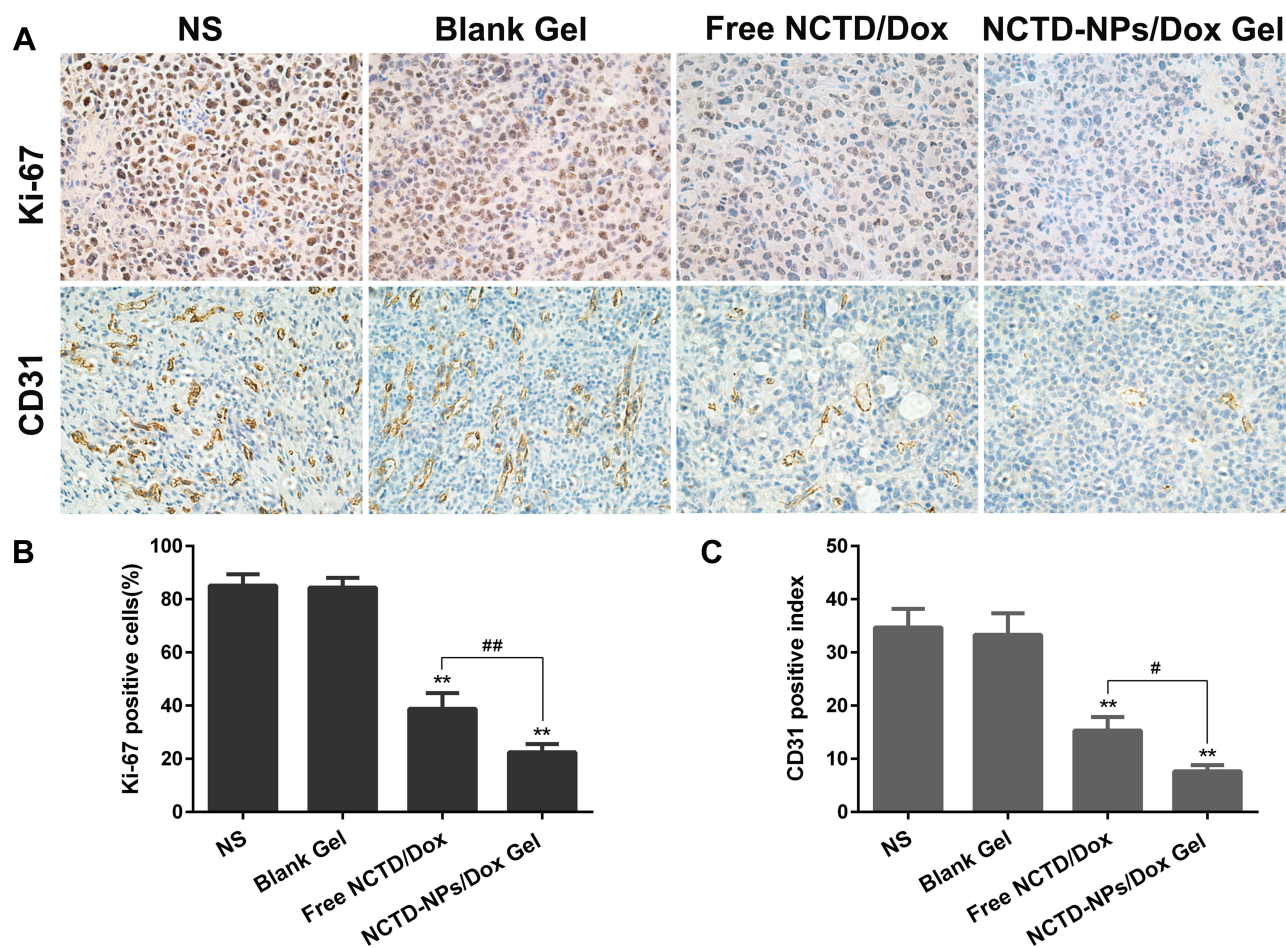 A
NS
Blank Gel
Free NCTD/Dox
NCTD-NPs/Dox Gel
Ki-67
CD31
B
Ki-67 positive cells(%)
100
80
60
40
20
0
**
##
**
NS
Blank Gel
Free NCTD/Dox
NCTD-NPs/Dox Gel
C
CD31 positive index
50
40
30
20
10
0
**
#
**
NS
Blank Gel
Free NCTD/Dox
NCTD-NPs/Dox Gel